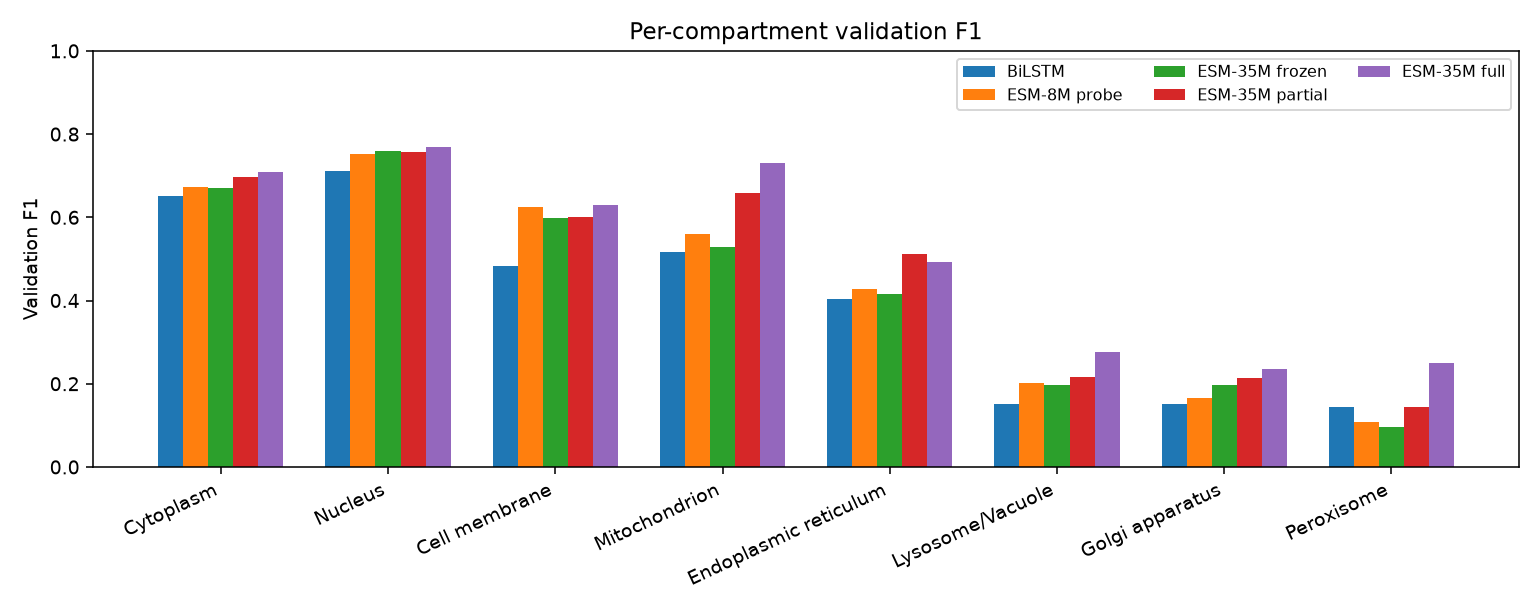 Per-compartment validation F1
BiLSTM
ESM-8M probe
ESM-35M frozen
ESM-35M partial
ESM-35M full
Validation F1
1.0
0.8
0.6
0.4
0.2
0.0
Cytoplasm
Nucleus
Cell membrane
Mitochondrion
Endoplasmic reticulum
Lysosome/Vacuole
Golgi apparatus
Peroxisome